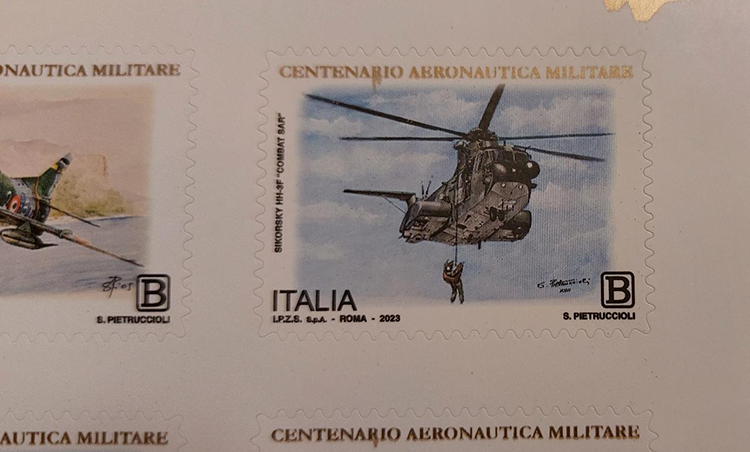 ONAUTICA MILITARE
B
S. PIETRUCCIOLI
CENTENARIO AERONAUTICA MILITARE
SIKORSKY HH-3F "COMBAT SAR"
B
ITALIA
I.P.Z.S. S.p.A. - ROMA - 2023
S. PIETRUCCIOLI
AUTICA MILITARE
CENTENARIO AERONAUTICA MILITARE